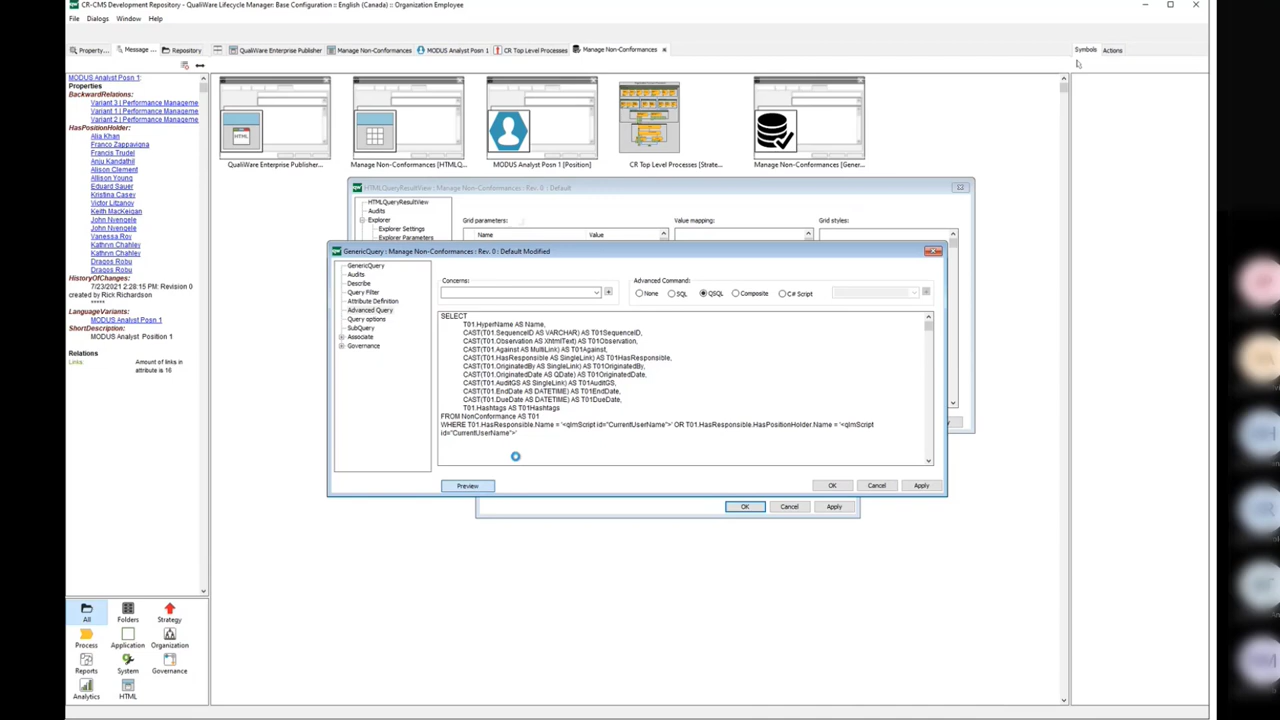 CR-CMS Development Repository - QualiWare Lifecycle Manager: Base Configuration :: English (Canada) :: Organization Employee
File Dialogs Window Help
Property... Message ... Repository QualiWare Enterprise Publisher Manage Non-Conformances MODUS Analyst Posn 1 CR Top Level Processes Manage Non-Conformances Symbols Actions
MODUS Analyst Posn 1:
Properties
BackwardRelations:
Variant 3 | Performance Manageme
Variant 1 | Performance Manageme
Variant 2 | Performance Manageme
HasPositionHolder:
Alia Khan
Franco Zappavigna
Francis Trudel
Anju Kandathil
Alison Clement
Allison Young
Eduard Sauer
Kristina Casey
Victor Litzanov
Keith MacKeigan
John Nyengele
John Nyengele
Vanessa Roy
Kathryn Chahley
Kathryn Chahley
Dragos Robu
Dragos Robu
HistoryOfChanges:
7/23/2021 2:28:15 PM: Revision 0
created by Rick Richardson
*****
LanguageVariants:
MODUS Analyst Posn 1
ShortDescription:
MODUS Analyst Position 1
Relations
Links: Amount of links in
attribute is 16
HTML
QualiWare Enterprise Publisher...
Manage Non-Conformances [HTMLQ...
MODUS Analyst Posn 1 [Position]
CR Top Level Processes [Strate...
Manage Non-Conformances [Gener...
HTMLQueryResultView : Manage Non-Conformances : Rev. 0 : Default
HTMLQueryResultView
Audits
Explorer
Explorer Settings
Explorer Parameters
Grid parameters: Value mapping: Grid styles:
Name Value
GenericQuery : Manage Non-Conformances : Rev. 0 : Default Modified
GenericQuery
Audits
Describe
Query Filter
Attribute Definition
Advanced Query
Query options
SubQuery
Associate
Governance
Concerns: Advanced Command:
None SQL QSQL Composite C# Script
SELECT
T01.HyperName AS Name,
CAST(T01.SequenceID AS VARCHAR) AS T01SequenceID,
CAST(T01.Observation AS XhtmlText) AS T01Observation,
CAST(T01.Against AS MultiLink) AS T01Against,
CAST(T01.HasResponsible AS SingleLink) AS T01HasResponsible,
CAST(T01.OriginatedBy AS SingleLink) AS T01OriginatedBy,
CAST(T01.OriginatedDate AS QDate) AS T01OriginatedDate,
CAST(T01.AuditGS AS SingleLink) AS T01AuditGS,
CAST(T01.EndDate AS DATETIME) AS T01EndDate,
CAST(T01.DueDate AS DATETIME) AS T01DueDate,
T01.Hashtags AS T01Hashtags
FROM NonConformance AS T01
WHERE T01.HasResponsible.Name = '<qlmScript id="CurrentUserName">' OR T01.HasResponsible.HasPositionHolder.Name = '<qlmScript
id="CurrentUserName">'
Preview OK Cancel Apply
OK Cancel Apply
All Folders Strategy
Process Application Organization
Reports System Governance
Analytics HTML